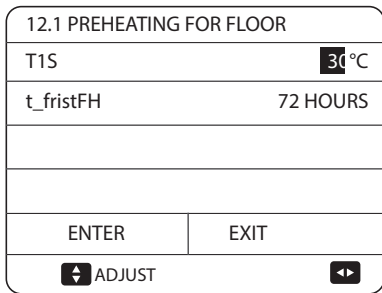 12.1 PREHEATING FOR FLOOR
T1S 30°C
t_fristFH 72 HOURS
ENTER EXIT
ADJUST